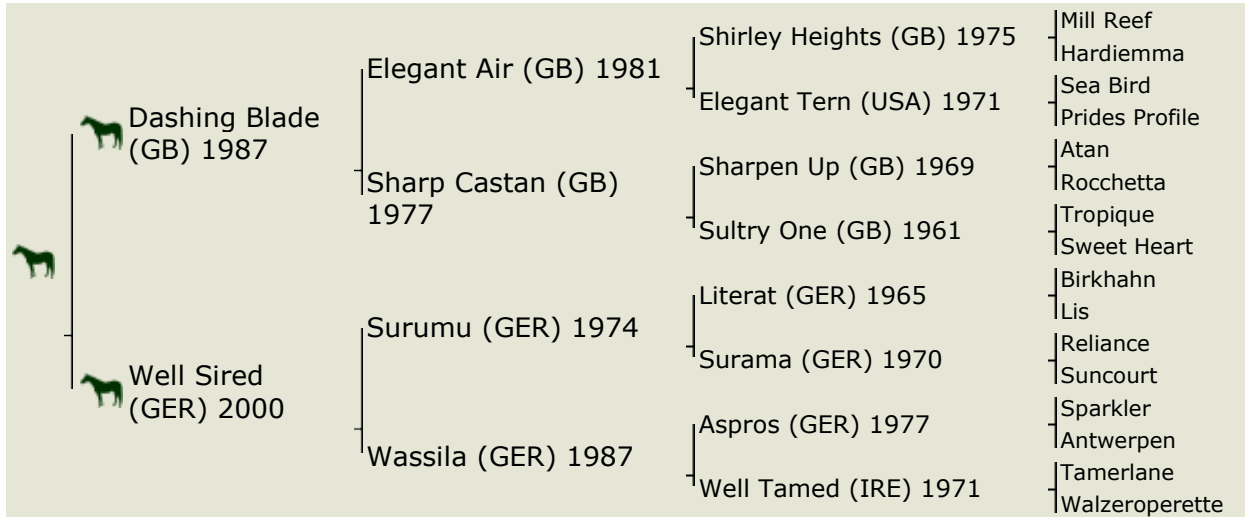 Dashing Blade
(GB) 1987
Well Sired
(GER) 2000
Elegant Air (GB) 1981
Sharp Castan (GB)
1977
Surumu (GER) 1974
Wassila (GER) 1987
Shirley Heights (GB) 1975
Elegant Tern (USA) 1971
Sharpen Up (GB) 1969
Sultry One (GB) 1961
Literat (GER) 1965
Surama (GER) 1970
Aspros (GER) 1977
Well Tamed (IRE) 1971
Mill Reef
Hardiemma
Sea Bird
Prides Profile
Atan
Rocchetta
Tropique
Sweet Heart
Birkhahn
Lis
Reliance
Suncourt
Sparkler
Antwerpen
Tamerlane
Walzeroperette